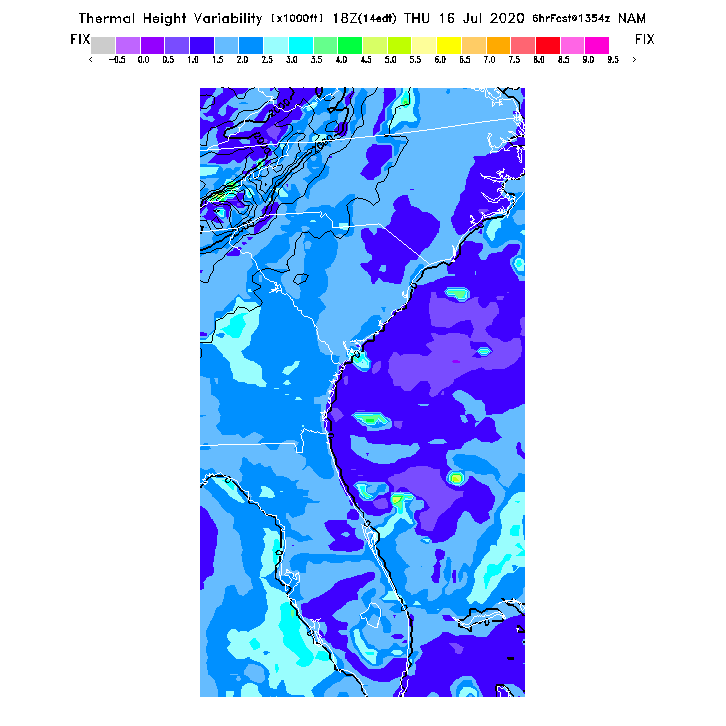 Thermal Height Variability [x1000ft] 18Z(14edt) THU 16 Jul 2020 6hrFcst@1354z NAM
FIX FIX
< -0.5 0.0 0.5 1.0 1.5 2.0 2.5 3.0 3.5 4.0 4.5 5.0 5.5 6.0 6.5 7.0 7.5 8.0 8.5 9.0 9.5 >